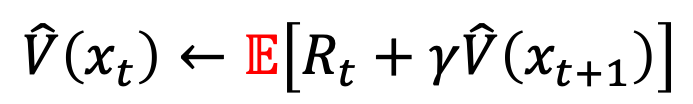 V̂(xₜ) ← 𝔼[Rₜ + γV̂(xₜ₊₁)]